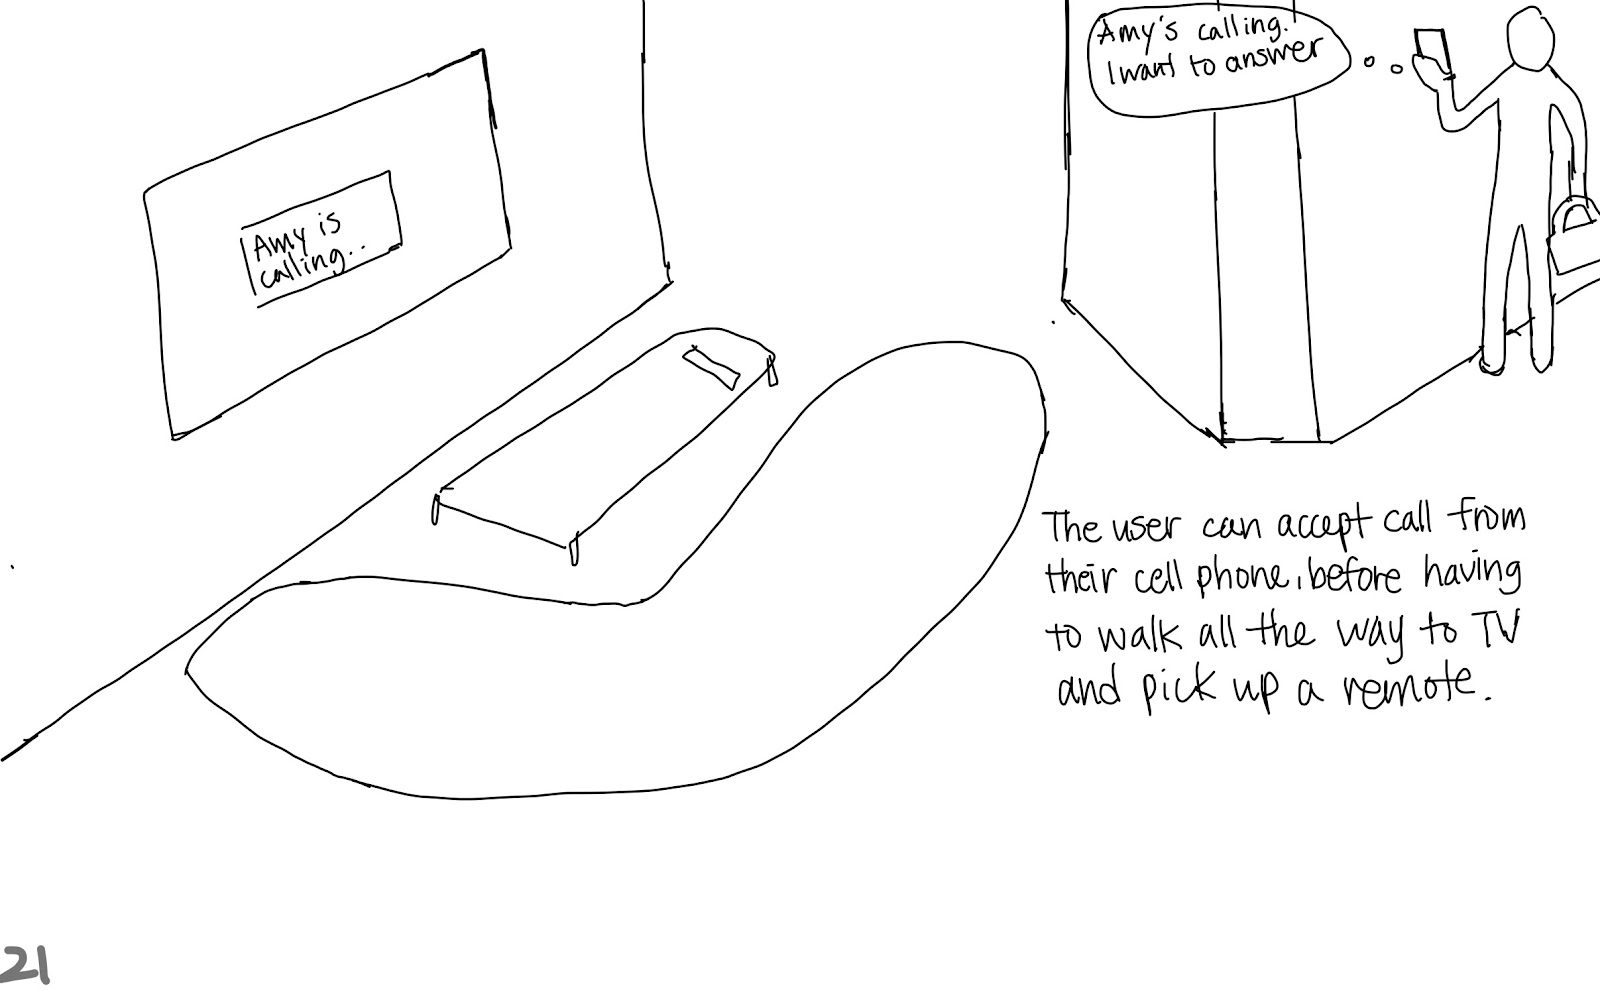 Amy is
calling...
Amy's calling.
I want to answer
The user can accept call from
their cell phone, before having
to walk all the way to TV
and pick up a remote.
21